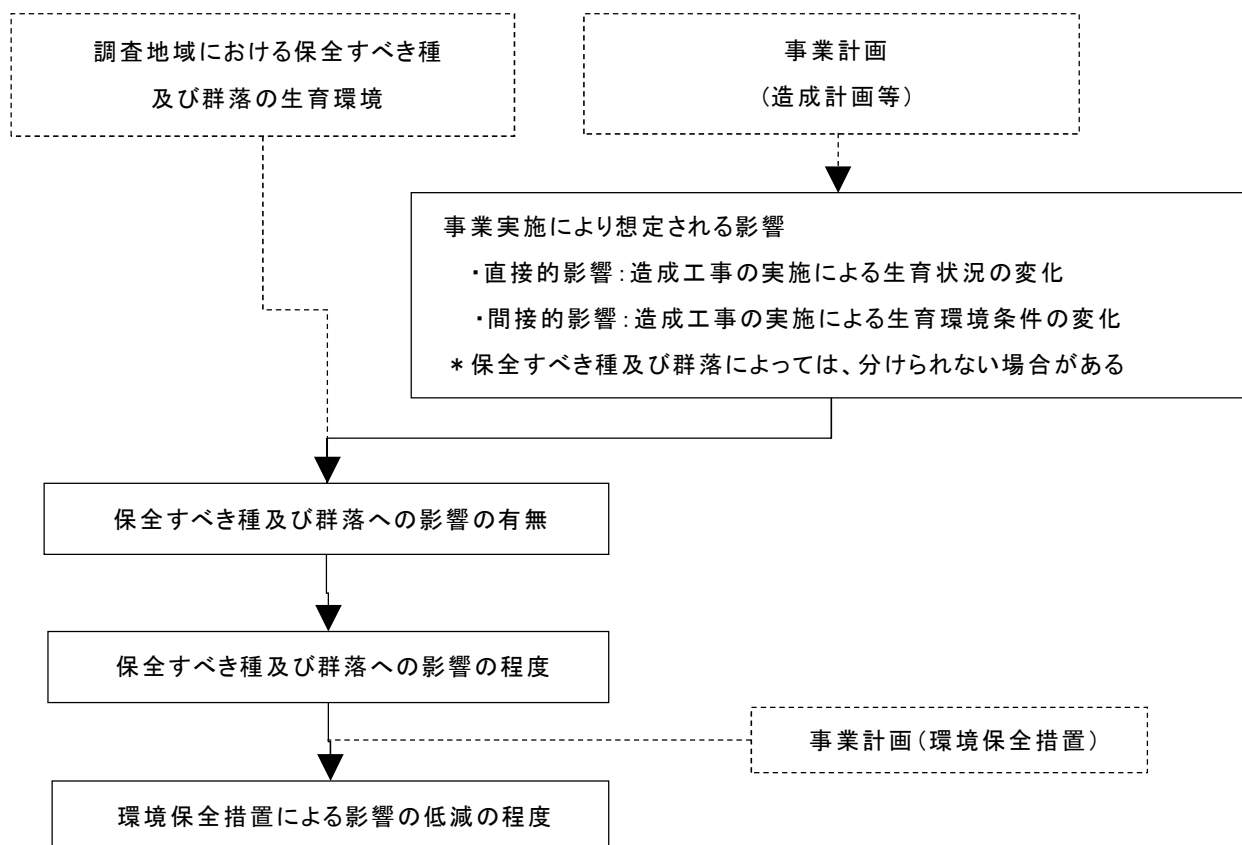 調査地域における保全すべき種
及び群落の生育環境
事業計画
(造成計画等)
事業実施により想定される影響
・直接的影響:造成工事の実施による生育状況の変化
・間接的影響:造成工事の実施による生育環境条件の変化
*保全すべき種及び群落によっては、分けられない場合がある
保全すべき種及び群落への影響の有無
保全すべき種及び群落への影響の程度
事業計画(環境保全措置)
環境保全措置による影響の低減の程度